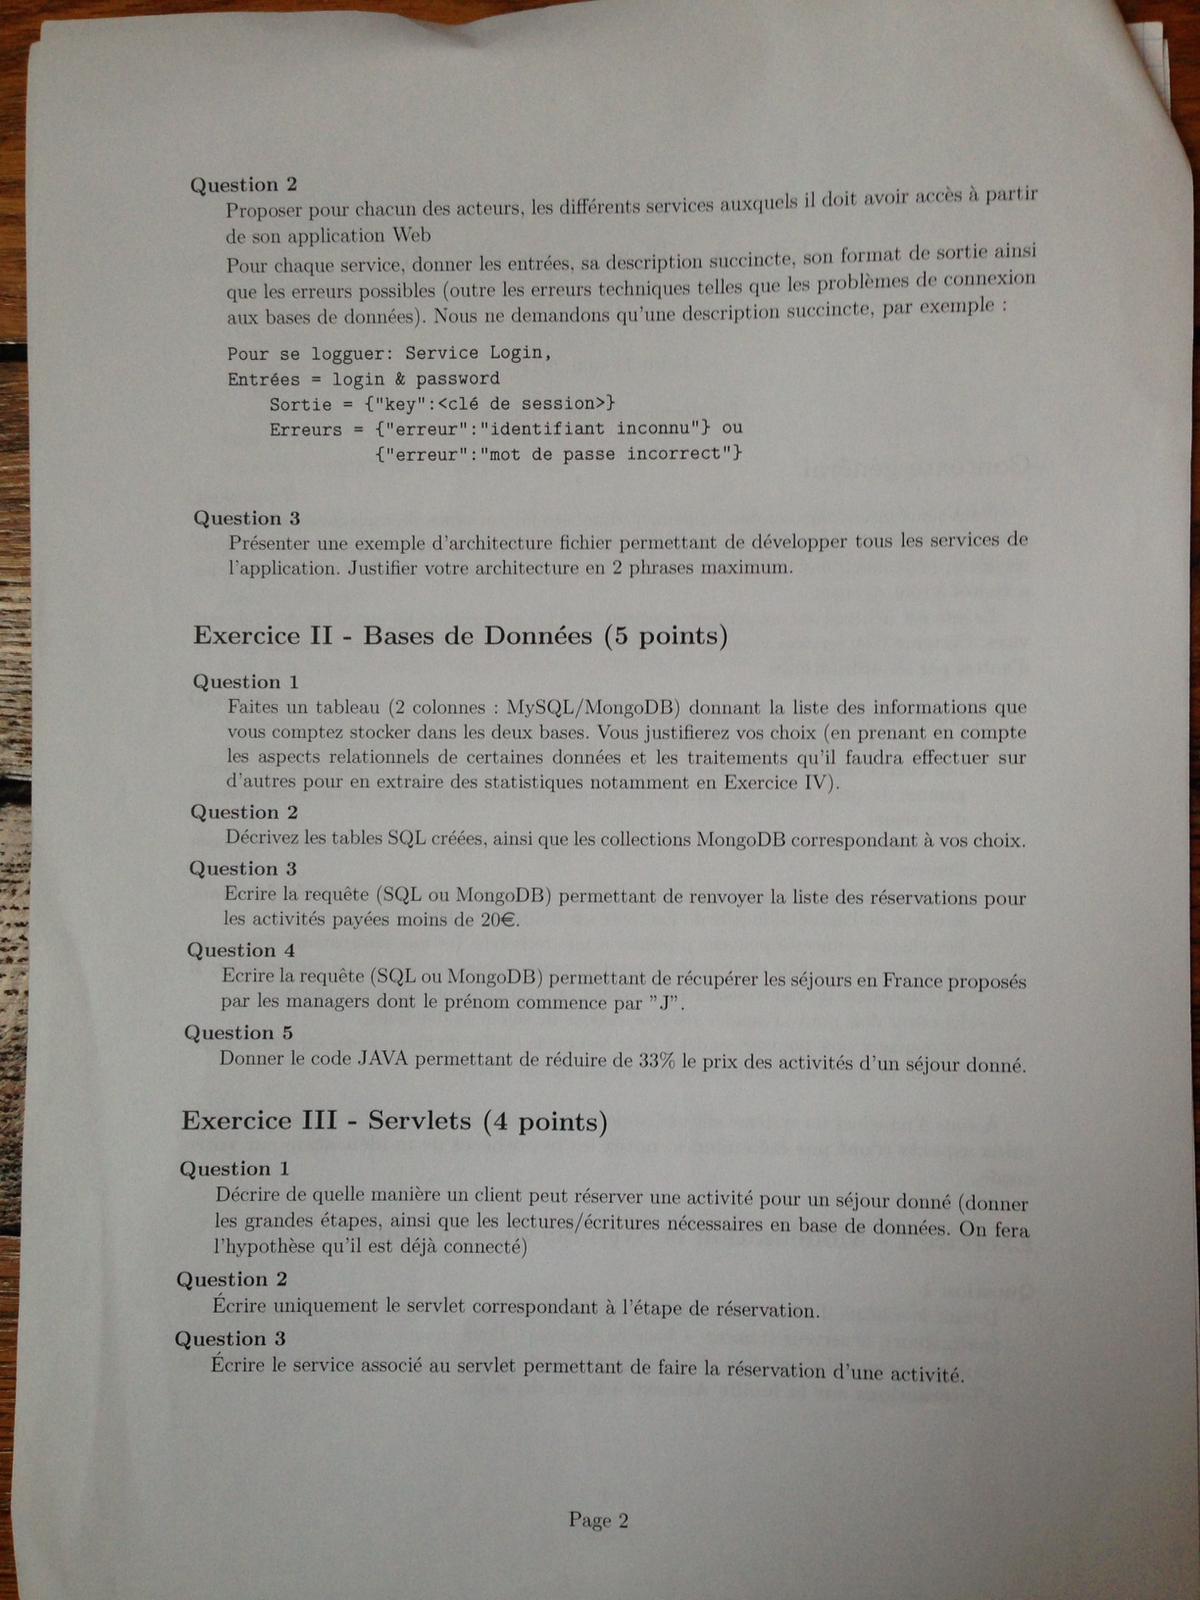 Question 2
Proposer pour chacun des acteurs, les différents services auxquels il doit avoir accès à partir
de son application Web
Pour chaque service, donner les entrées, sa description succincte, son format de sortie ainsi
que les erreurs possibles (outre les erreurs techniques telles que les problèmes de connexion
aux bases de données). Nous ne demandons qu'une description succincte, par exemple :
Pour se logguer: Service Login,
Entrées = login & password
Sortie = {"key":<clé de session>}
Erreurs = {"erreur":"identifiant inconnu"} ou
{"erreur":"mot de passe incorrect"}
Question 3
Présenter une exemple d'architecture fichier permettant de développer tous les services de
l'application. Justifier votre architecture en 2 phrases maximum.
Exercice II - Bases de Données (5 points)
Question 1
Faites un tableau (2 colonnes : MySQL/MongoDB) donnant la liste des informations que
vous comptez stocker dans les deux bases. Vous justifierez vos choix (en prenant en compte
les aspects relationnels de certaines données et les traitements qu'il faudra effectuer sur
d'autres pour en extraire des statistiques notamment en Exercice IV).
Question 2
Décrivez les tables SQL créées, ainsi que les collections MongoDB correspondant à vos choix.
Question 3
Ecrire la requête (SQL ou MongoDB) permettant de renvoyer la liste des réservations pour
les activités payées moins de 20€.
Question 4
Ecrire la requête (SQL ou MongoDB) permettant de récupérer les séjours en France proposés
par les managers dont le prénom commence par "J".
Question 5
Donner le code JAVA permettant de réduire de 33% le prix des activités d'un séjour donné.
Exercice III - Servlets (4 points)
Question 1
Décrire de quelle manière un client peut réserver une activité pour un séjour donné (donner
les grandes étapes, ainsi que les lectures/écritures nécessaires en base de données. On fera
l'hypothèse qu'il est déjà connecté)
Question 2
Écrire uniquement le servlet correspondant à l'étape de réservation.
Question 3
Écrire le service associé au servlet permettant de faire la réservation d'une activité.
Page 2